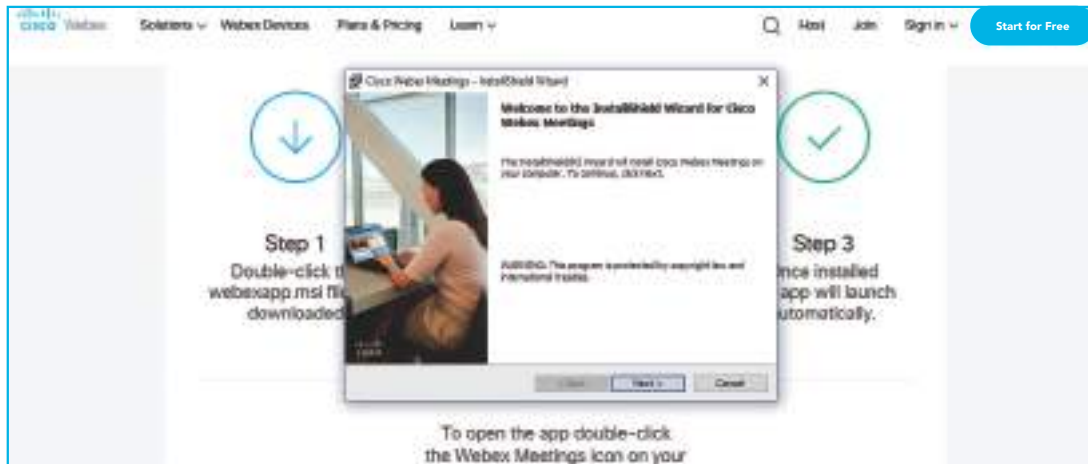 CISCO Webex Solutions Webex Devices Plans & Pricing Learn Host Join Sign in Start for Free
Cisco Webex Meetings - InstallShield Wizard
Welcome to the InstallShield Wizard for Cisco
Webex Meetings
The InstallShield(R) Wizard will install Cisco Webex Meetings on
your computer. To continue, click Next.
WARNING: This program is protected by copyright law and
international treaties.
CISCO
< Back Next > Cancel
Step 1
Double-click t
webexapp.msi file
downloaded
Step 3
nce installed
app will launch
utomatically.
To open the app double-click
the Webex Meetings icon on your